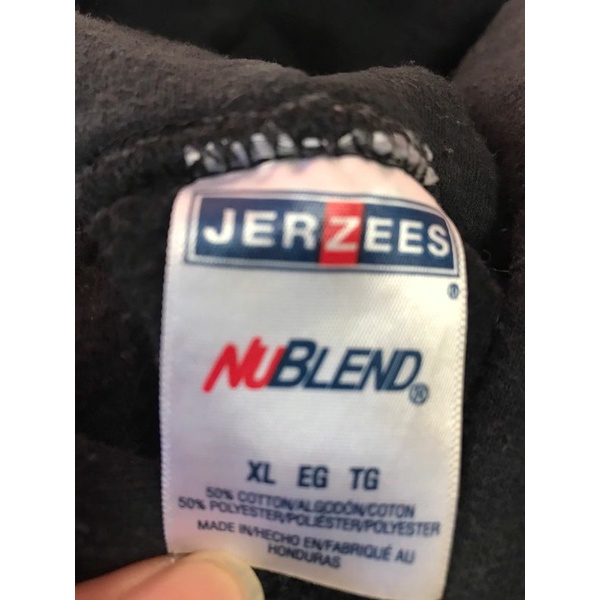 JERZEES
®
NUBLEND®
XL EG TG
50% COTTON/ALGODÓN/COTON
50% POLYESTER/POLIÉSTER/POLYESTER
MADE IN/HECHO EN/FABRIQUÉ AU
HONDURAS